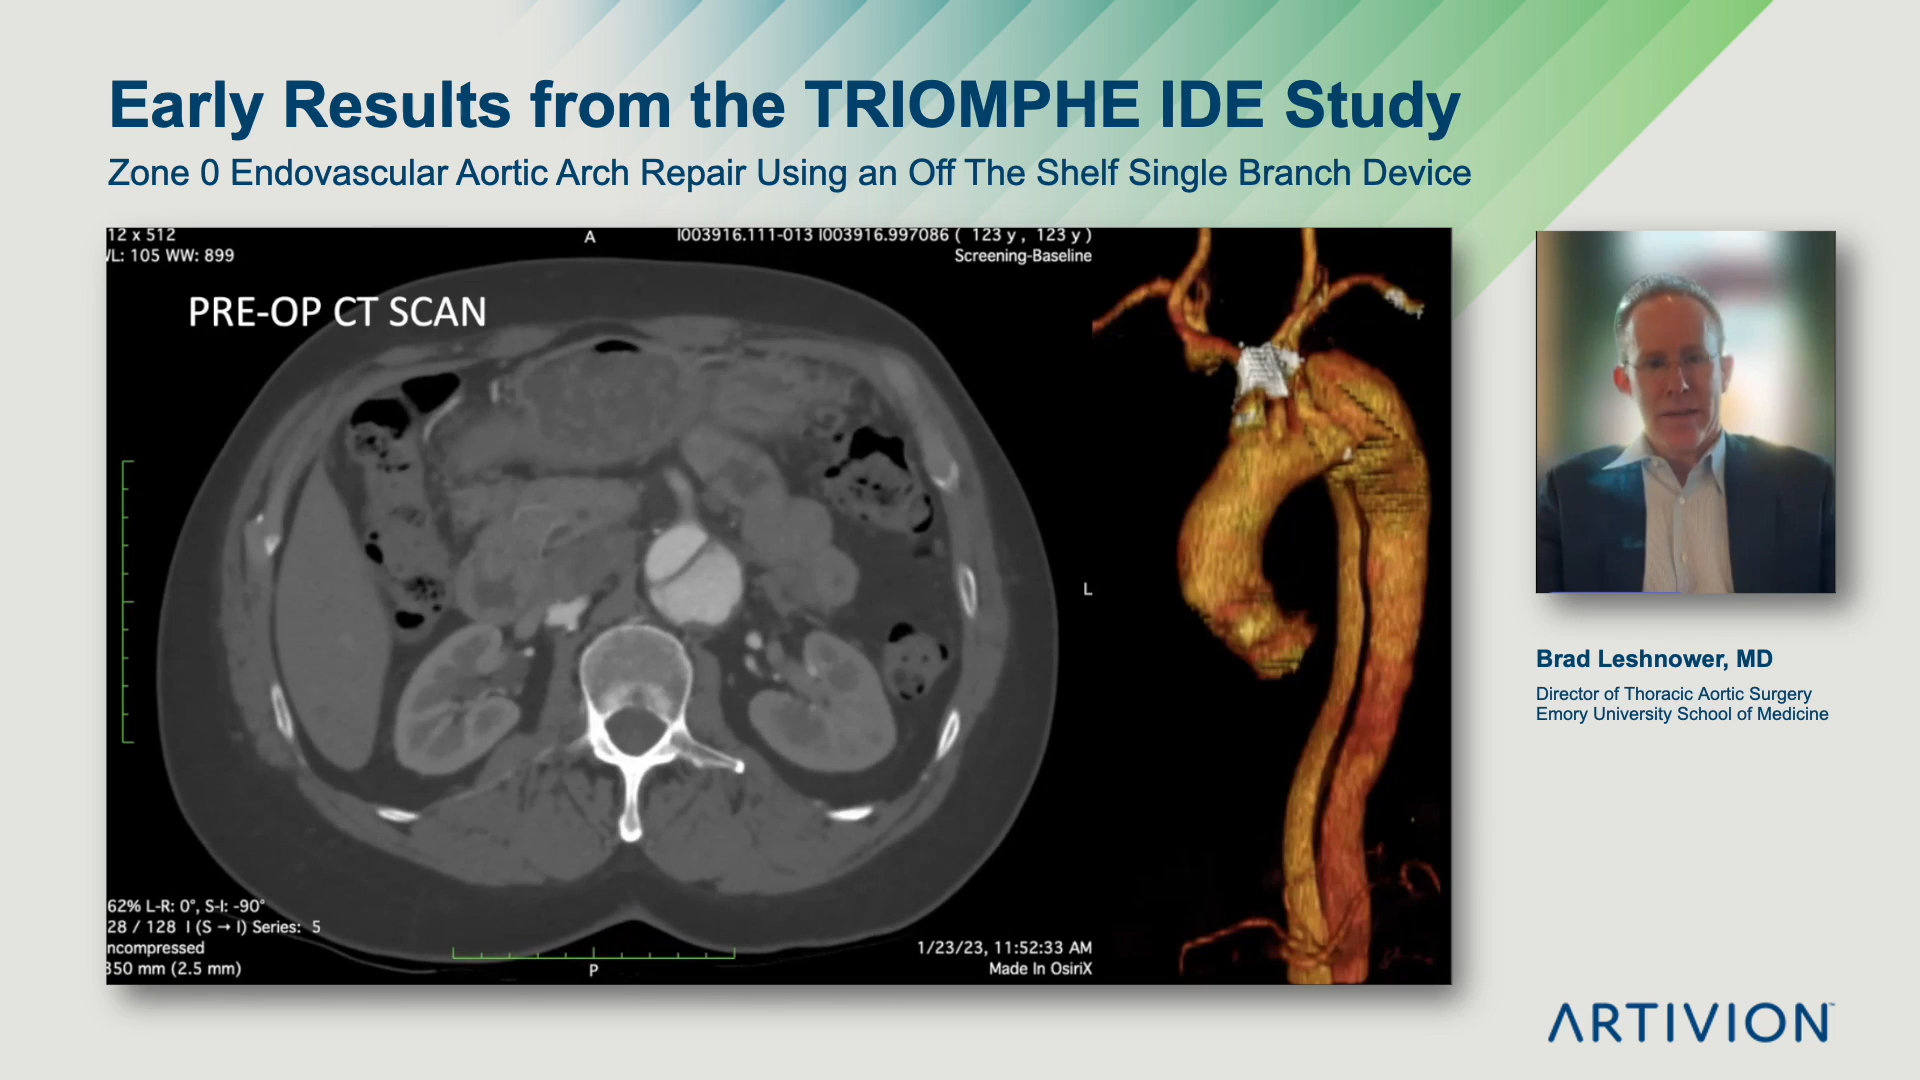 Early Results from the TRIOMPHE IDE Study
Zone 0 Endovascular Aortic Arch Repair Using an Off The Shelf Single Branch Device
12 x 512
WL: 105 WW: 899
A
I003916.111-013 I003916.997086 ( 123 y , 123 y )
Screening-Baseline
PRE-OP CT SCAN
L
62% L-R: 0°, S-I: -90°
28 / 128 I (S → I) Series: 5
ncompressed
350 mm (2.5 mm)
P
1/23/23, 11:52:33 AM
Made In OsiriX
Brad Leshnower, MD
Director of Thoracic Aortic Surgery
Emory University School of Medicine
ARTIVION™